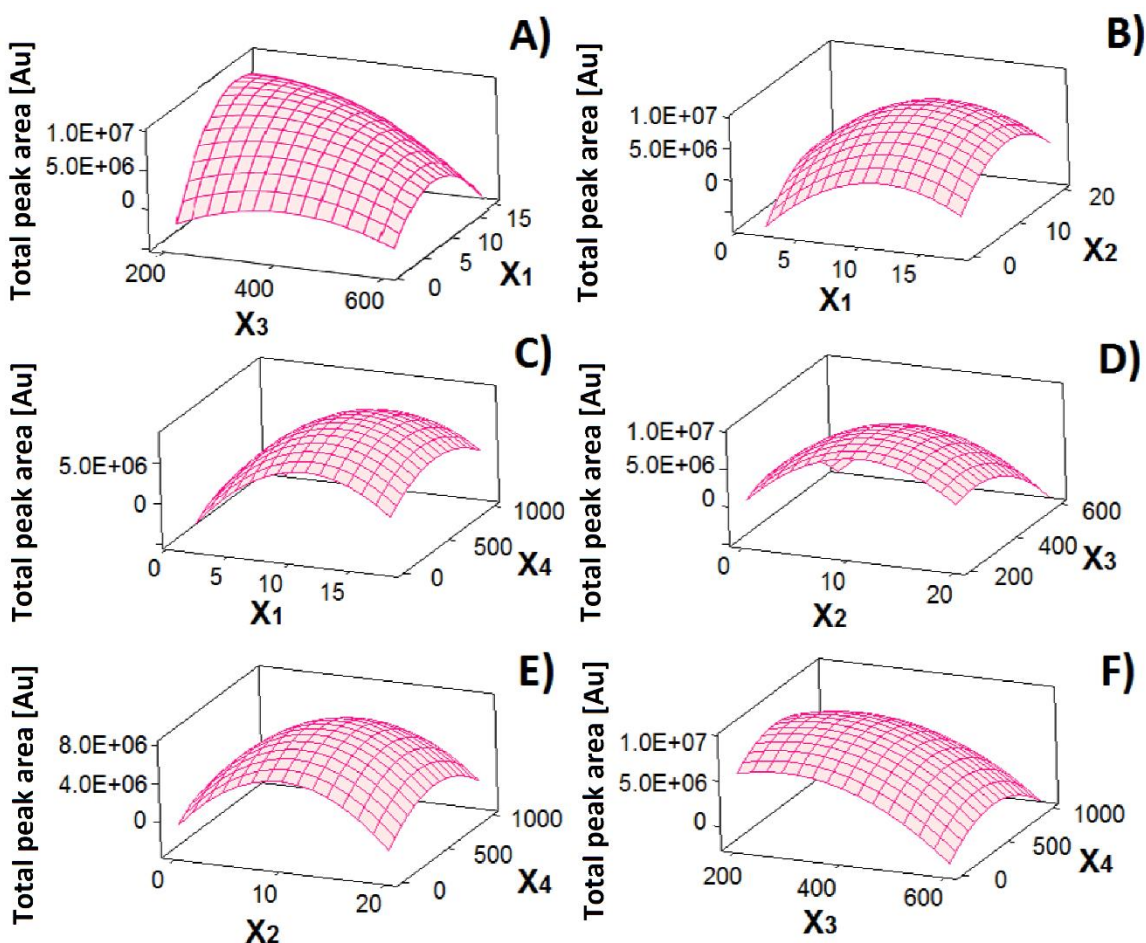 A)
Total peak area [Au]
1.0E+07
5.0E+06
0
200
400
600
X3
0
5
10
15
X1
B)
Total peak area [Au]
1.0E+07
5.0E+06
0
0
5
10
15
X1
0
10
20
X2
C)
Total peak area [Au]
5.0E+06
0
0
5
10
15
X1
0
500
1000
X4
D)
Total peak area [Au]
1.0E+07
5.0E+06
0
0
10
20
X2
200
400
600
X3
E)
Total peak area [Au]
8.0E+06
4.0E+06
0
0
10
20
X2
0
500
1000
X4
F)
Total peak area [Au]
1.0E+07
5.0E+06
0
200
400
600
X3
0
500
1000
X4